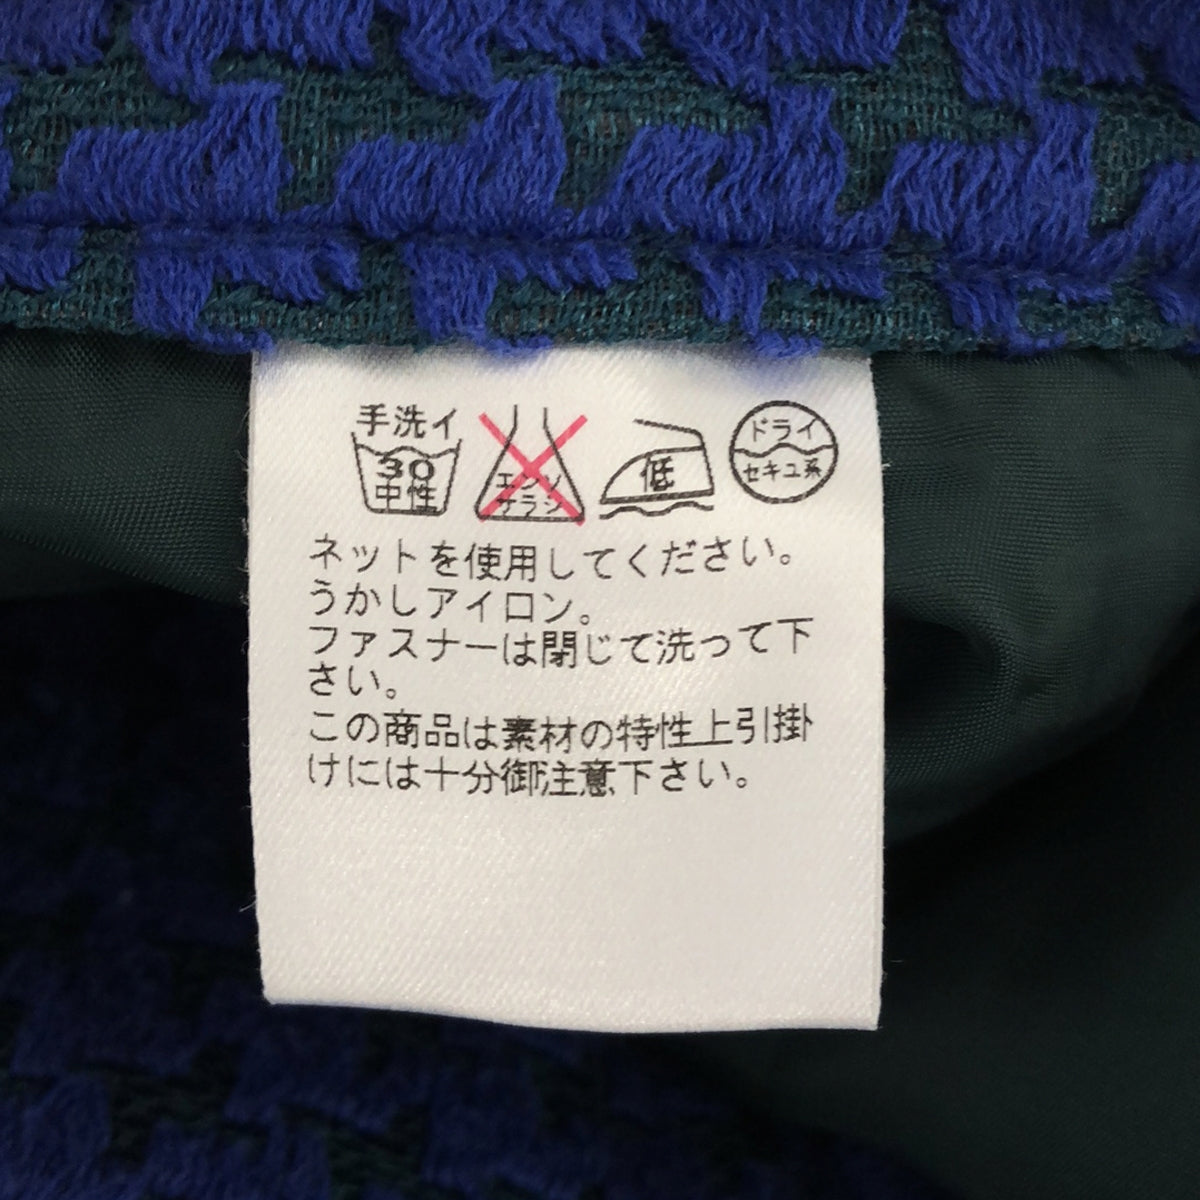 手洗イ
30
中性
エンソ
サラシ
低
ドライ
セキユ系
ネットを使用してください。
うかしアイロン。
ファスナーは閉じて洗って下
さい。
この商品は素材の特性上引掛
けには十分御注意下さい。